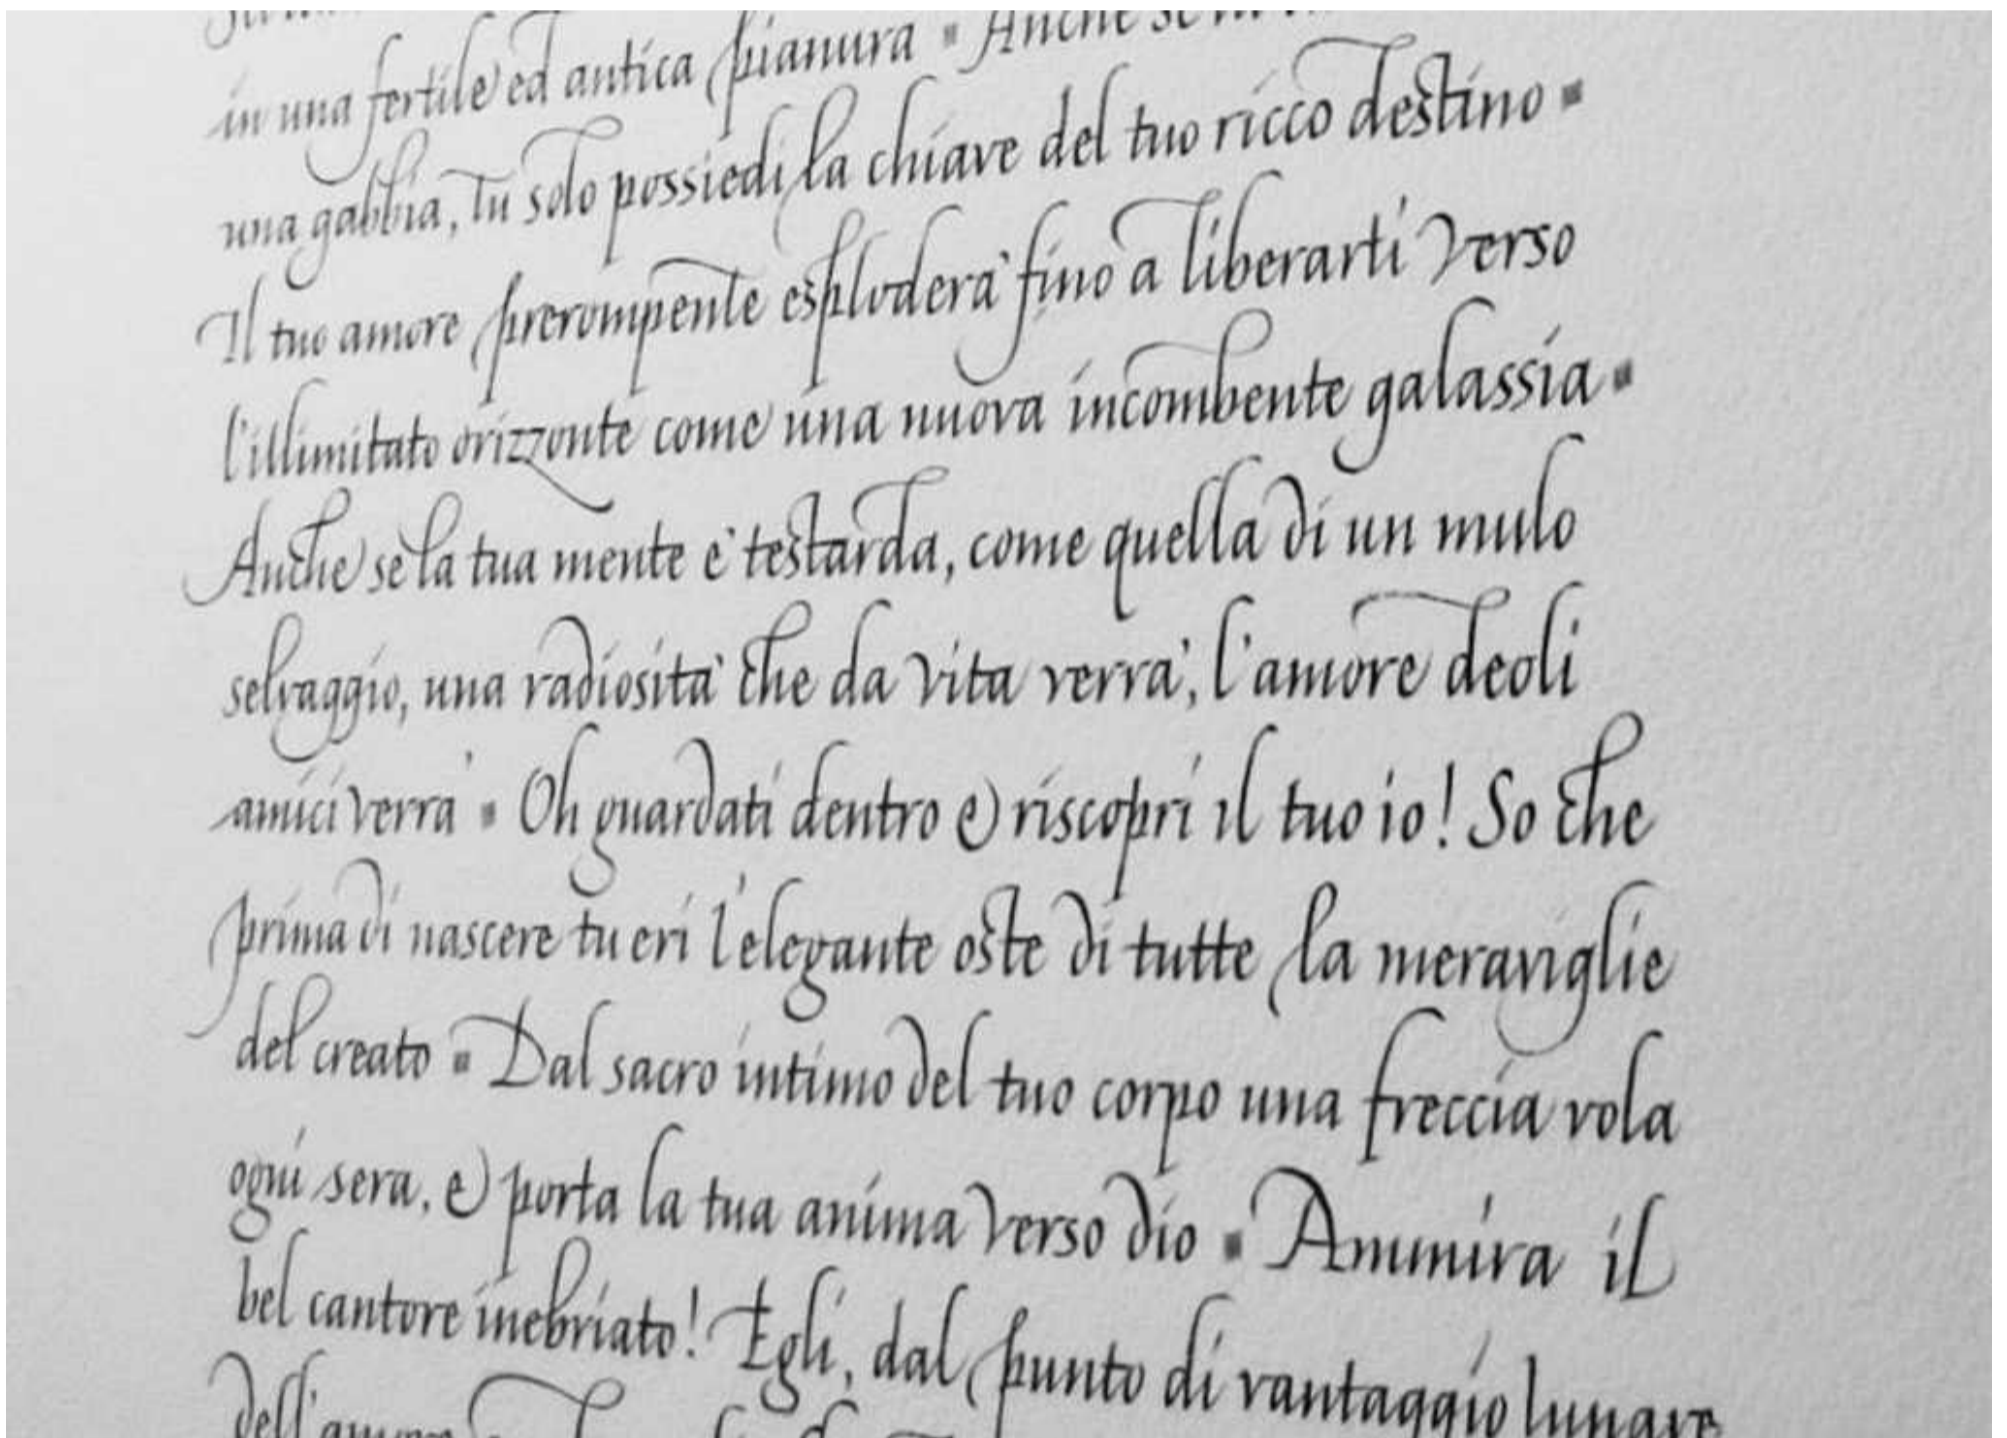 in una fertile ed antica pianura ▪ Anche se
una gabbia, Tu solo possiedi la chiave del tuo ricco destino ▪
Il tuo amore prerompente esploderà fino a liberarti verso
l'illimitato orizzonte come una nuova incombente galassia ▪
Anche se la tua mente è testarda, come quella di un mulo
selvaggio, una radiosità che da vita verrà, l'amore degli
amici verrà ▪ Oh guardati dentro e riscopri il tuo io! So che
prima di nascere tu eri l'elegante oste di tutte la meraviglie
del creato ▪ Dal sacro intimo del tuo corpo una freccia vola
ogni sera, e porta la tua anima verso dio ▪ Ammira il
bel cantore inebriato! Egli, dal punto di vantaggio lunare